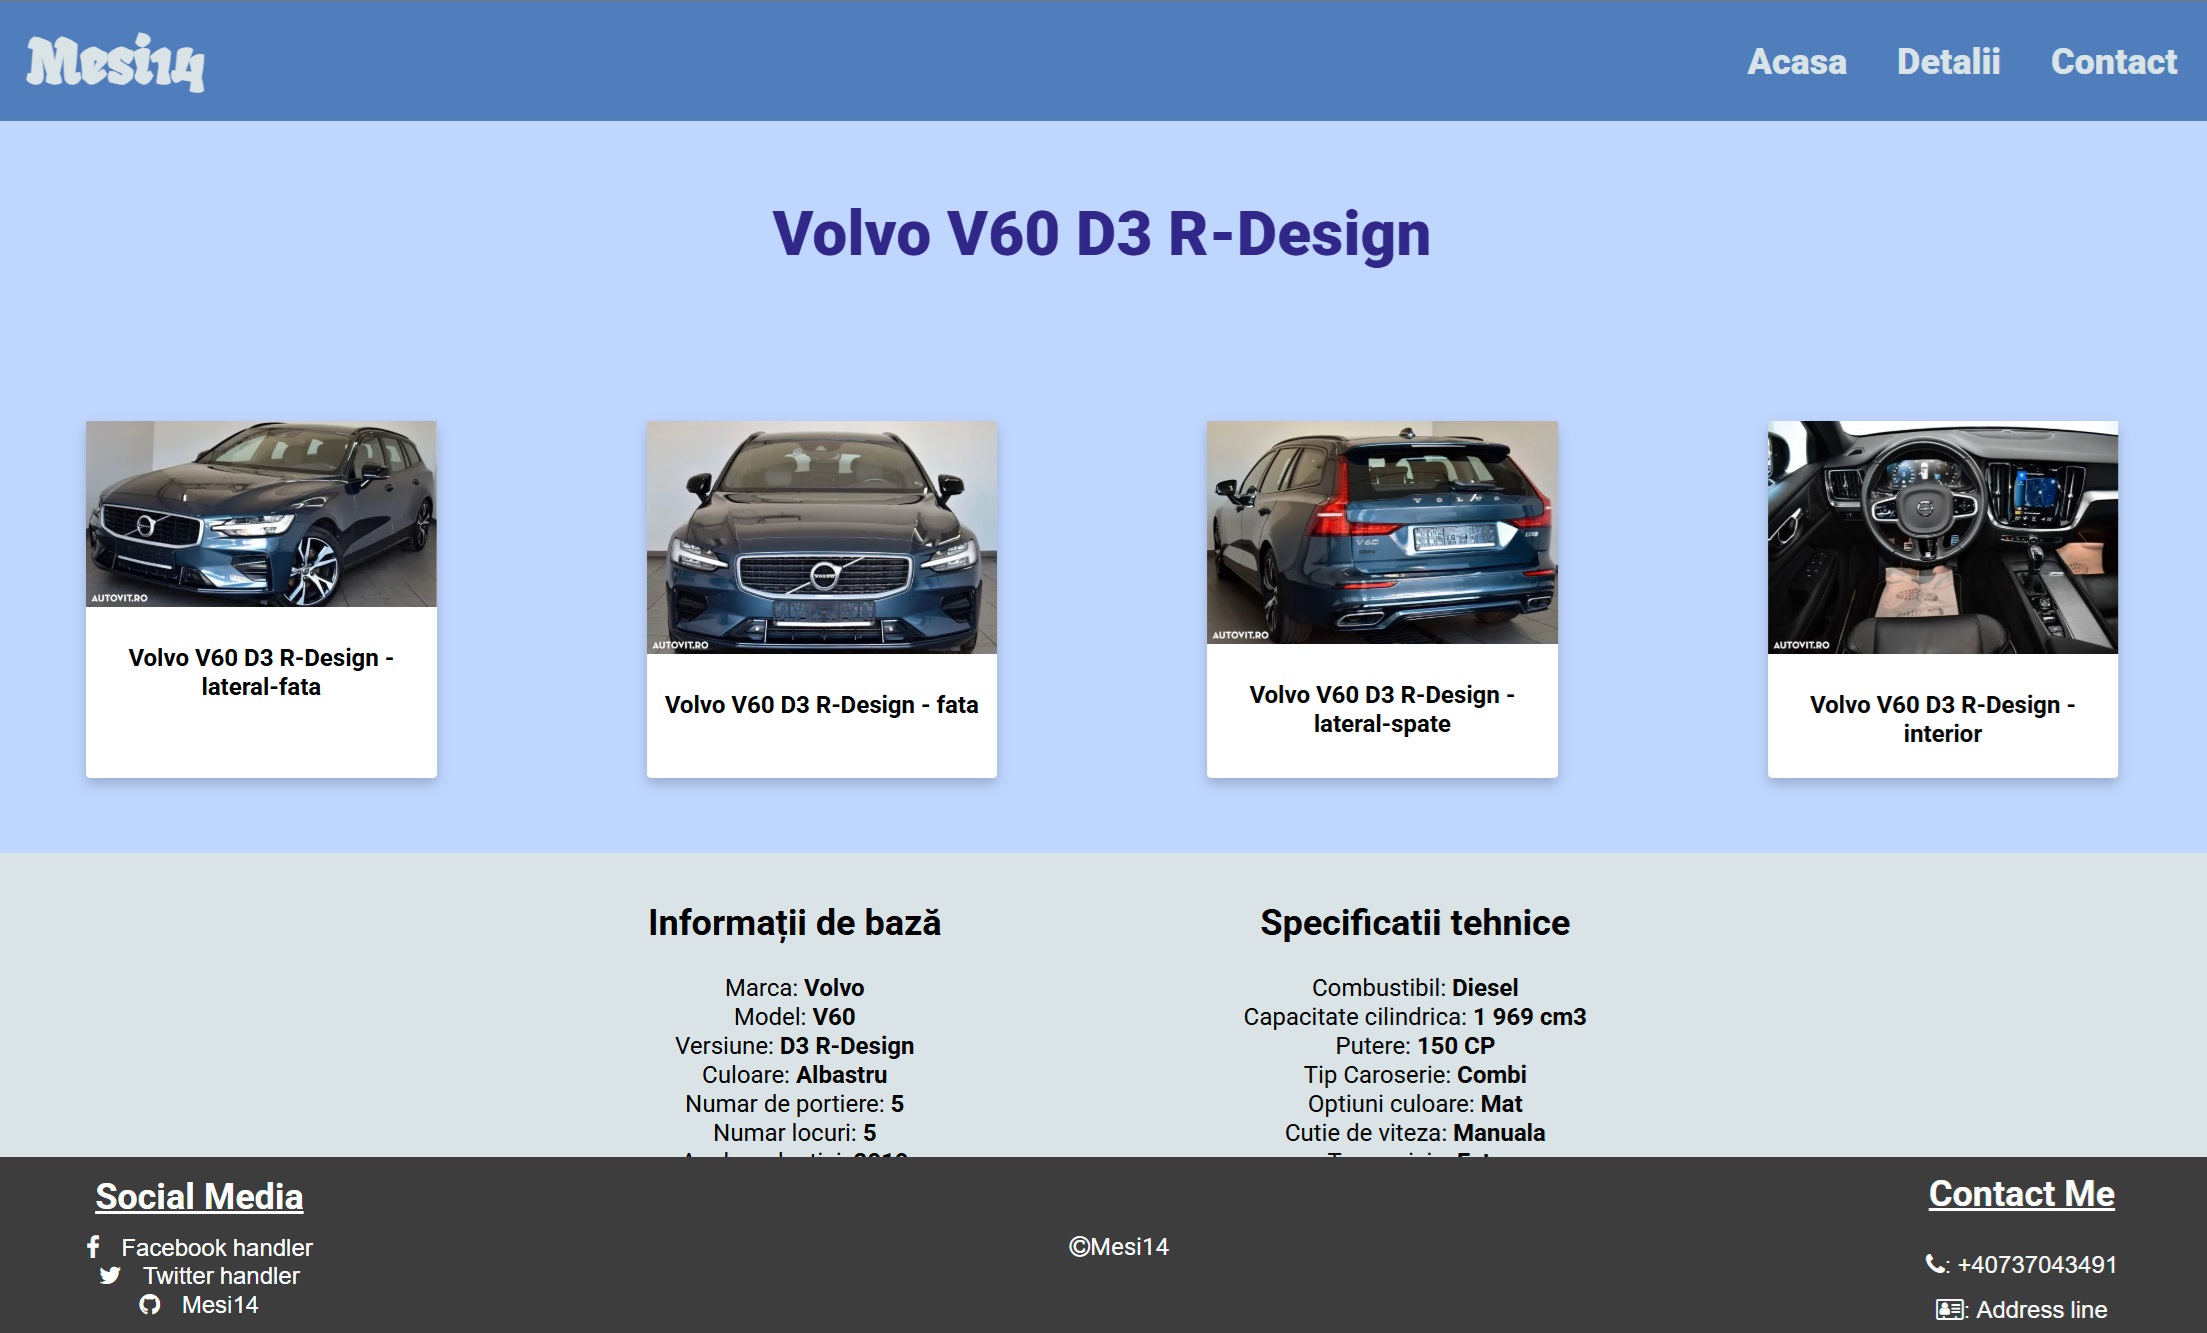 Mesi14
Acasa Detalii Contact
Volvo V60 D3 R-Design
AUTOVIT.RO
Volvo V60 D3 R-Design -
lateral-fata
AUTOVIT.RO
Volvo V60 D3 R-Design - fata
VOLVO
V60
AUTOVIT.RO
Volvo V60 D3 R-Design -
lateral-spate
AUTOVIT.RO
Volvo V60 D3 R-Design -
interior
Informații de bază
Marca: Volvo
Model: V60
Versiune: D3 R-Design
Culoare: Albastru
Numar de portiere: 5
Numar locuri: 5
Specificatii tehnice
Combustibil: Diesel
Capacitate cilindrica: 1 969 cm3
Putere: 150 CP
Tip Caroserie: Combi
Optiuni culoare: Mat
Cutie de viteza: Manuala
Social Media
Facebook handler
Twitter handler
Mesi14
©Mesi14
Contact Me
: +40737043491
: Address line